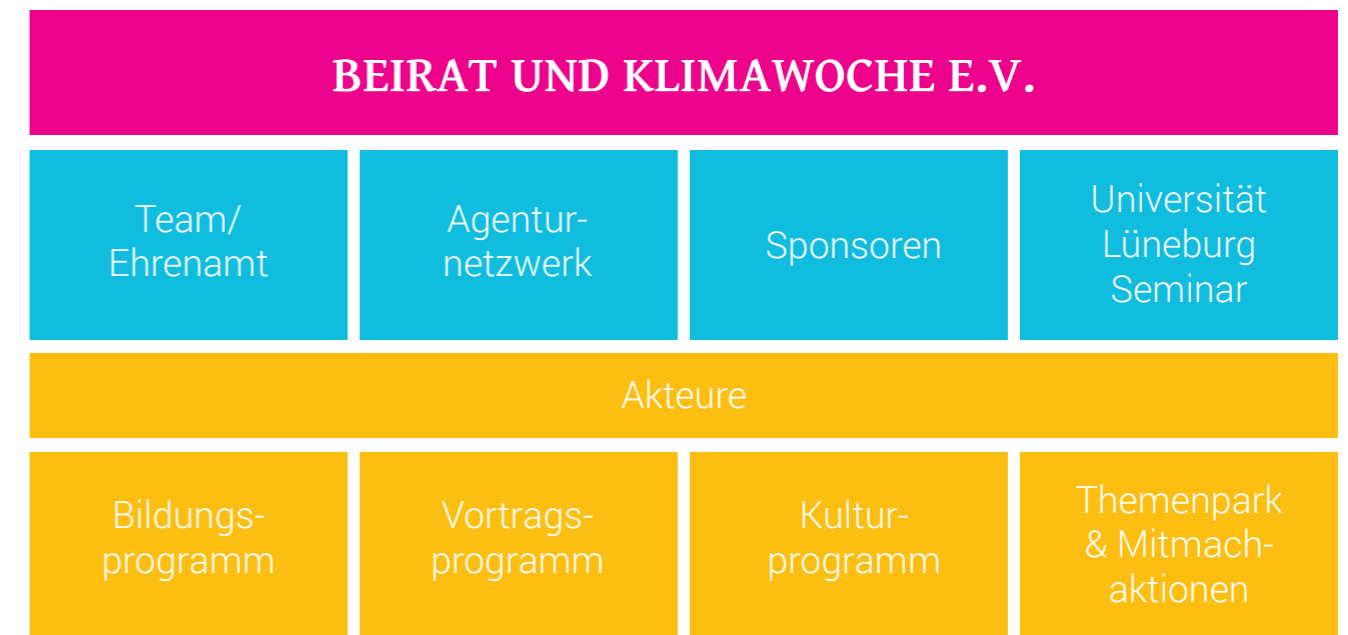 BEIRAT UND KLIMAWOCHE E.V.
Team/
Ehrenamt
Agentur-
netzwerk
Sponsoren
Universität
Lüneburg
Seminar
Akteure
Bildungs-
programm
Vortrags-
programm
Kultur-
programm
Themenpark
& Mitmach-
aktionen